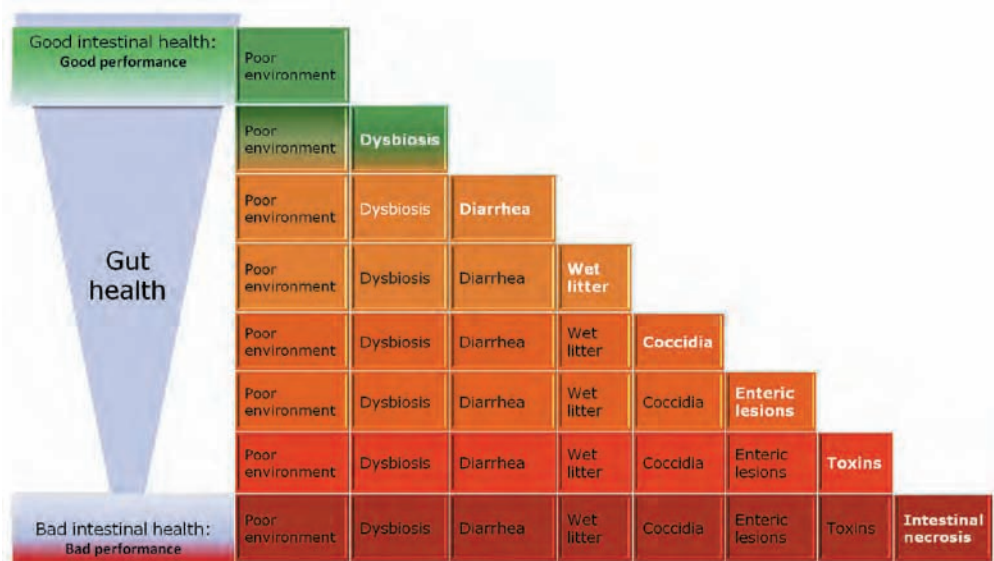 Good intestinal health:
Good performance
Poor
environment
Poor
environment
Dysbiosis
Poor
environment
Dysbiosis
Diarrhea
Gut
health
Poor
environment
Dysbiosis
Diarrhea
Wet
litter
Poor
environment
Dysbiosis
Diarrhea
Wet
litter
Coccidia
Poor
environment
Dysbiosis
Diarrhea
Wet
litter
Coccidia
Enteric
lesions
Poor
environment
Dysbiosis
Diarrhea
Wet
litter
Coccidia
Enteric
lesions
Toxins
Bad intestinal health:
Bad performance
Poor
environment
Dysbiosis
Diarrhea
Wet
litter
Coccidia
Enteric
lesions
Toxins
Intestinal
necrosis